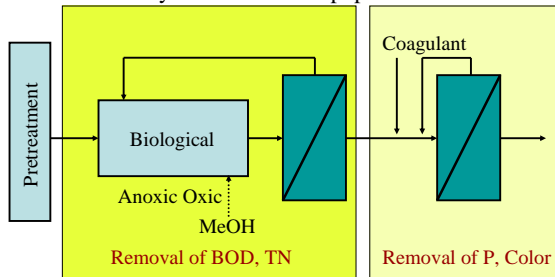 Pretreatment
Biological
Anoxic Oxic
MeOH
Removal of BOD, TN
Coagulant
Removal of P, Color